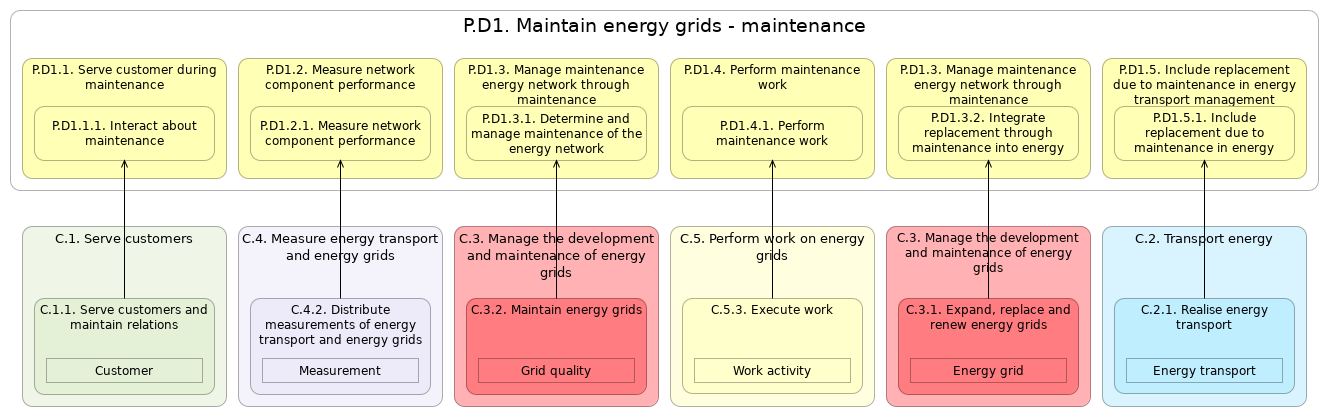 P.D1. Maintain energy grids - maintenance
P.D1.1. Serve customer during
maintenance
P.D1.1.1. Interact about
maintenance
P.D1.2. Measure network
component performance
P.D1.2.1. Measure network
component performance
P.D1.3. Manage maintenance
energy network through
maintenance
P.D1.3.1. Determine and
manage maintenance of the
energy network
P.D1.4. Perform maintenance
work
P.D1.4.1. Perform
maintenance work
P.D1.3. Manage maintenance
energy network through
maintenance
P.D1.3.2. Integrate
replacement through
maintenance into energy
P.D1.5. Include replacement
due to maintenance in energy
transport management
P.D1.5.1. Include
replacement due to
maintenance in energy
C.1. Serve customers
C.1.1. Serve customers and
maintain relations
Customer
C.4. Measure energy transport
and energy grids
C.4.2. Distribute
measurements of energy
transport and energy grids
Measurement
C.3. Manage the development
and maintenance of energy
grids
C.3.2. Maintain energy grids
Grid quality
C.5. Perform work on energy
grids
C.5.3. Execute work
Work activity
C.3. Manage the development
and maintenance of energy
grids
C.3.1. Expand, replace and
renew energy grids
Energy grid
C.2. Transport energy
C.2.1. Realise energy
transport
Energy transport